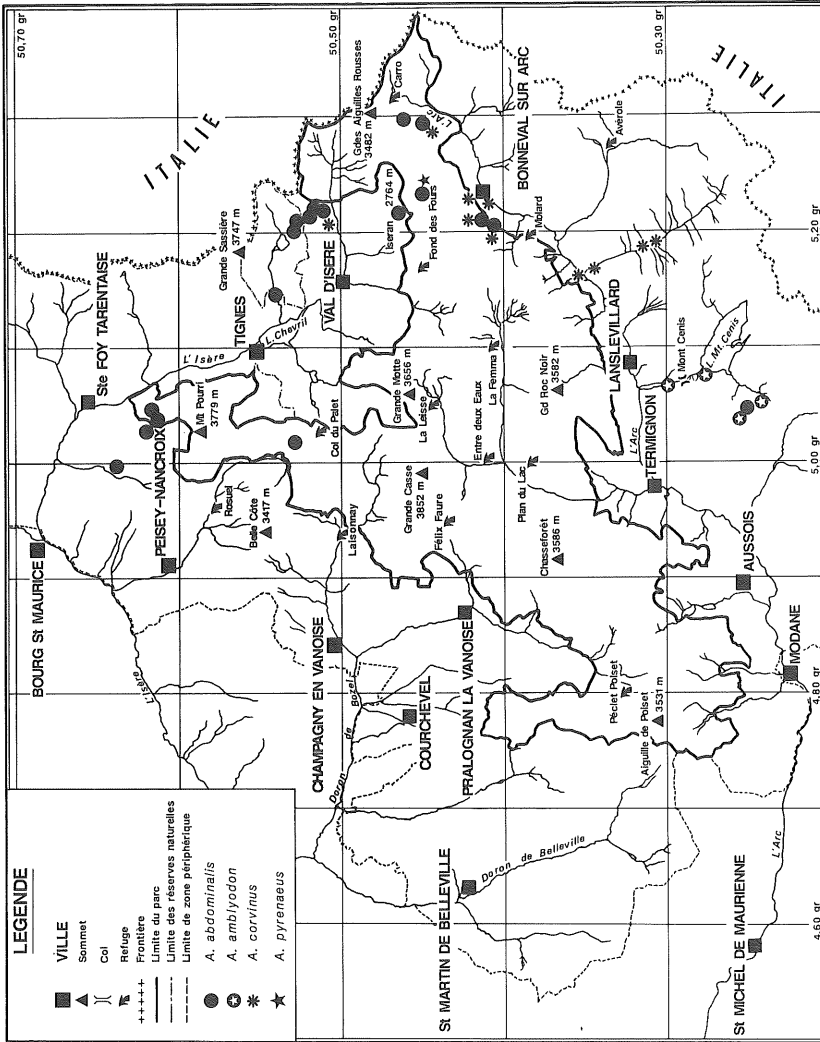 LEGENDE
VILLE
Sommet
Col
Refuge
Frontière
Limite du parc
Limite des réserves naturelles
Limite de zone périphérique
A. abdominalis
A. amblyodon
A. corvinus
A. pyrenaeus
50,70 gr
50,50 gr
50,30 gr
5,20 gr
5,00 gr
4,80 gr
4,60 gr
ITALIE
ITALIE
BOURG St MAURICE
Ste FOY TARENTAISE
L'Isère
L'Isère
PEISEY-NANCROIX
Mt Pourri
3779 m
Rosuel
Belle Côte
3417 m
TIGNES
L. Chevril
Grande Sassière
3747 m
VAL D'ISERE
Gdes Aiguilles Rousses
3482 m
Carro
L'Arc
Iseran
2764 m
Fond des Fours
Col du Palet
Grande Motte
3656 m
La Leisse
Laisonnay
Grande Casse
3852 m
Félix Faure
Entre deux Eaux
La Femma
CHAMPAGNY EN VANOISE
Doron de Bozel
COURCHEVEL
PRALOGNAN LA VANOISE
BONNEVAL SUR ARC
Molard
Avérole
Gd Roc Noir
3582 m
Plan du Lac
Chasseforêt
3586 m
LANSLEVILLARD
Mont Cenis
L. Mt. Cenis
L'Arc
TERMIGNON
AUSSOIS
MODANE
Péclet Polset
Aiguille de Polset
3531 m
St MARTIN DE BELLEVILLE
Doron de Belleville
St MICHEL DE MAURIENNE
L'Arc